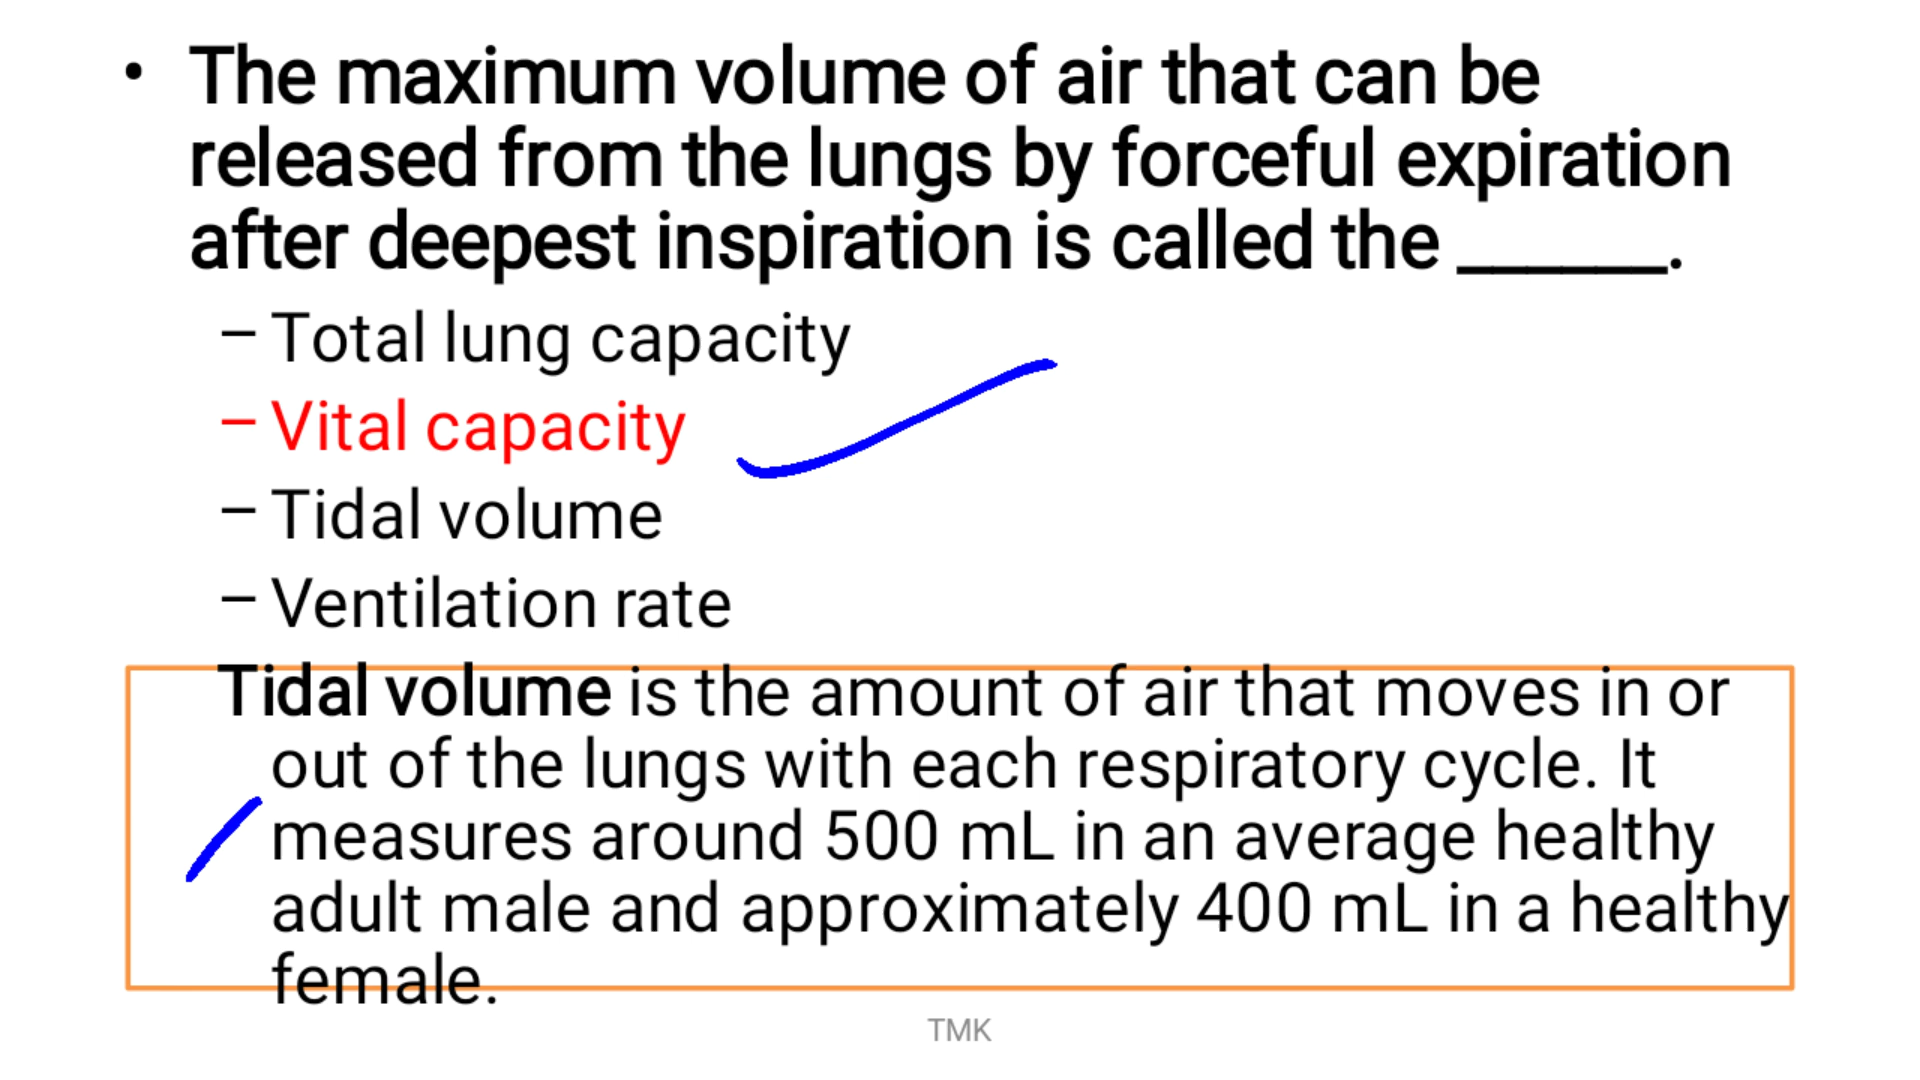 • The maximum volume of air that can be
released from the lungs by forceful expiration
after deepest inspiration is called the ______.
– Total lung capacity
– Vital capacity
– Tidal volume
– Ventilation rate
Tidal volume is the amount of air that moves in or
out of the lungs with each respiratory cycle. It
measures around 500 mL in an average healthy
adult male and approximately 400 mL in a healthy
female.
TMK